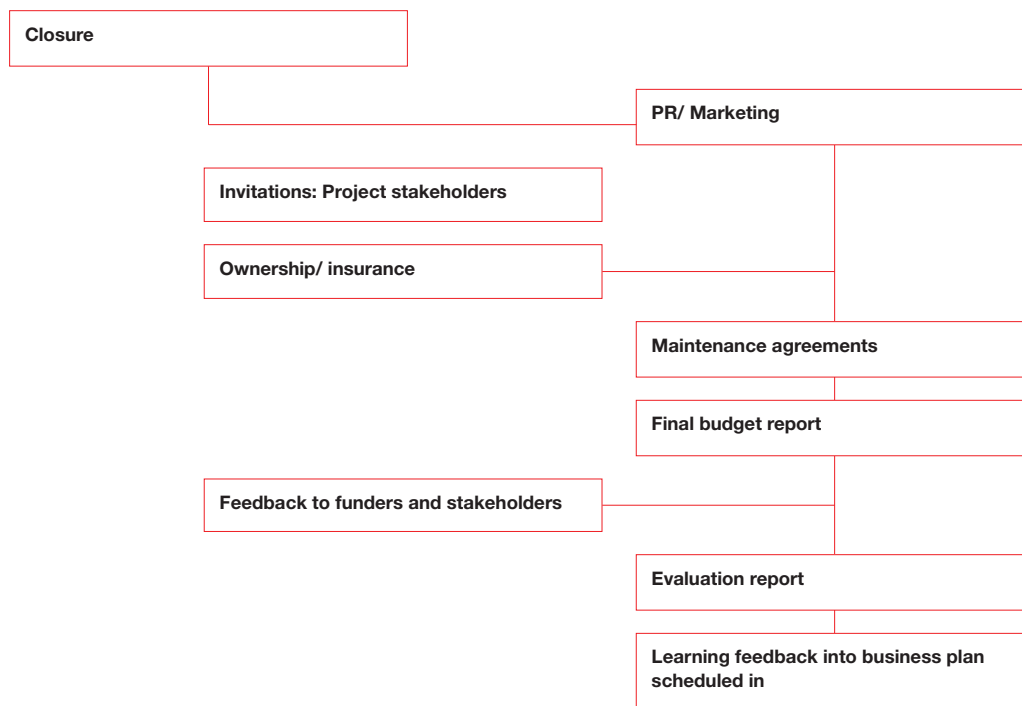 Closure
PR/ Marketing
Invitations: Project stakeholders
Ownership/ insurance
Maintenance agreements
Final budget report
Feedback to funders and stakeholders
Evaluation report
Learning feedback into business plan
scheduled in